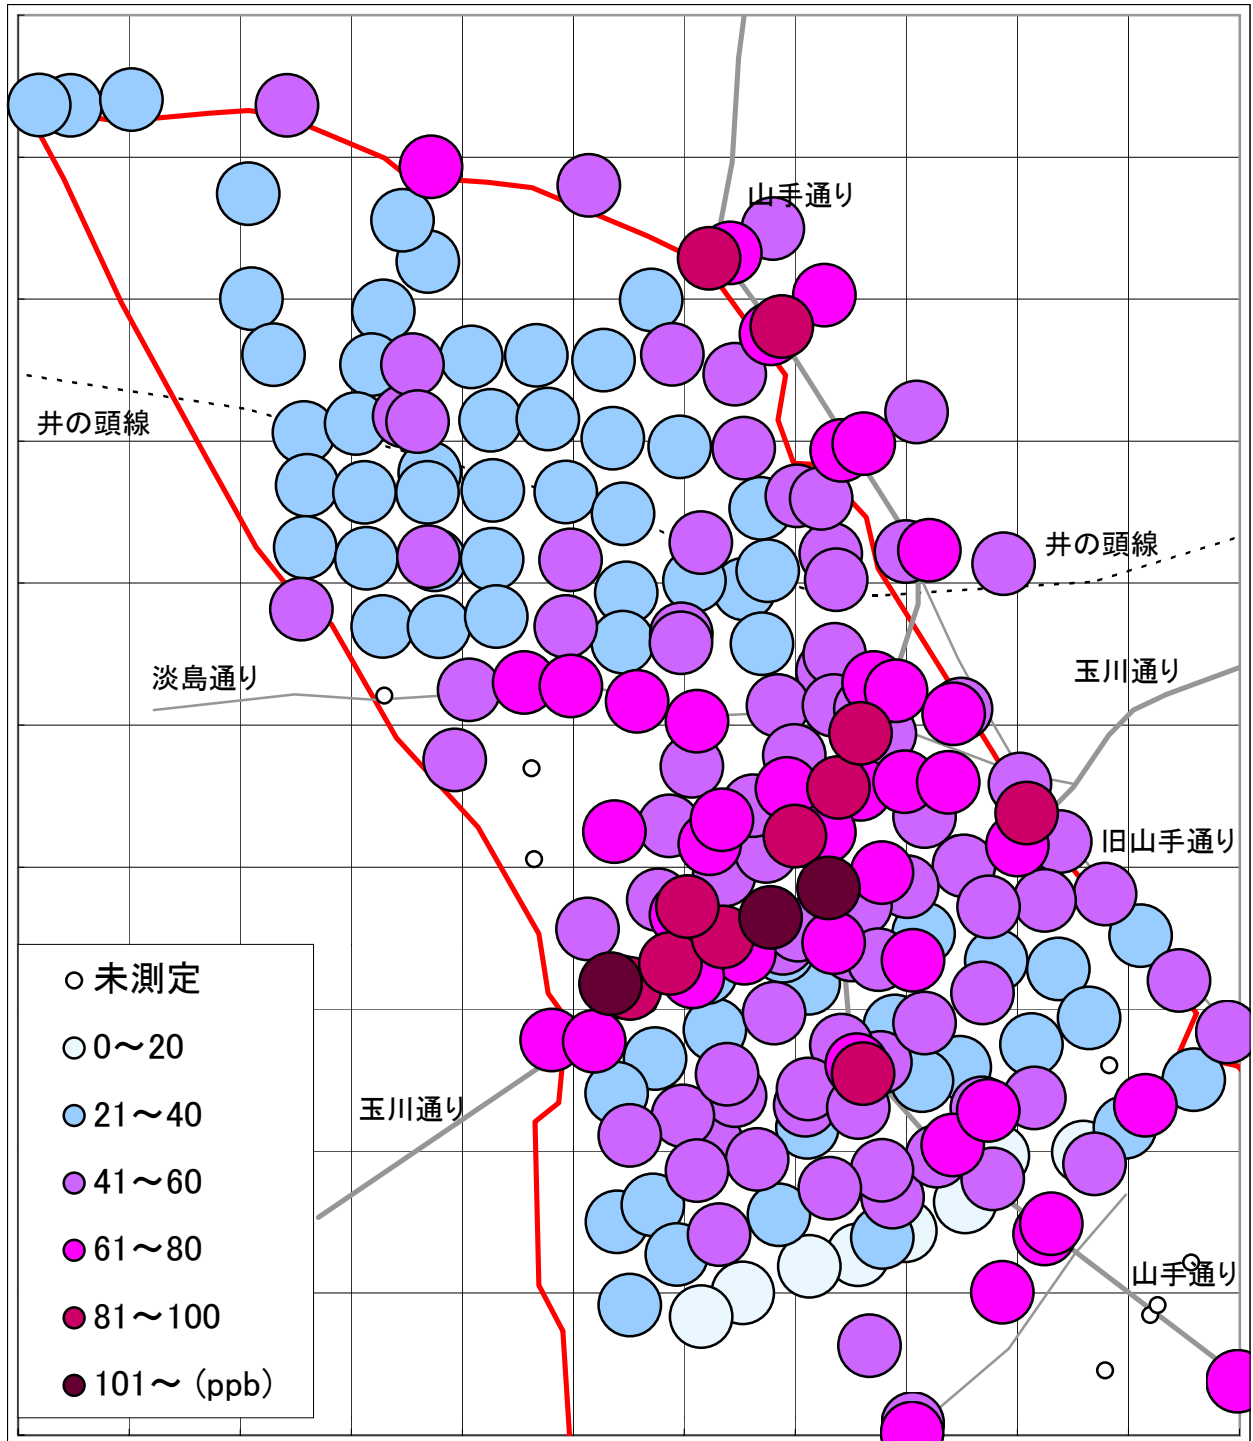 山手通り
井の頭線
井の頭線
淡島通り
玉川通り
旧山手通り
未測定
0～20
21～40
玉川通り
41～60
61～80
山手通り
81～100
101～ (ppb)